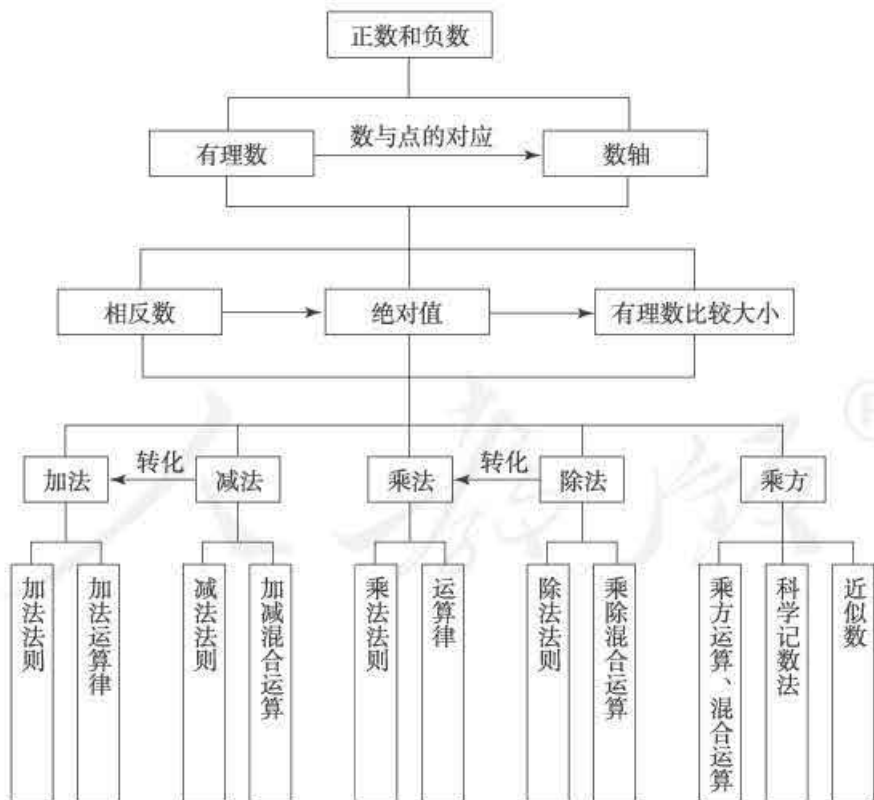 正数和负数
有理数
数与点的对应
数轴
相反数
绝对值
有理数比较大小
加法
转化
减法
乘法
转化
除法
乘方
加法法则
加法运算律
减法法则
加减混合运算
乘法法则
运算律
除法法则
乘除混合运算
乘方运算、混合运算
科学记数法
近似数